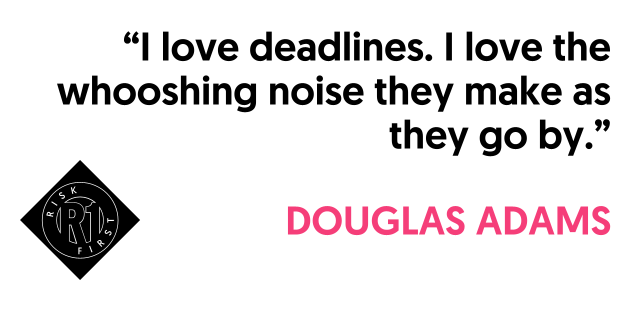 “I love deadlines. I love the
whooshing noise they make as
they go by.”
DOUGLAS ADAMS
RISK
R1
FIRST